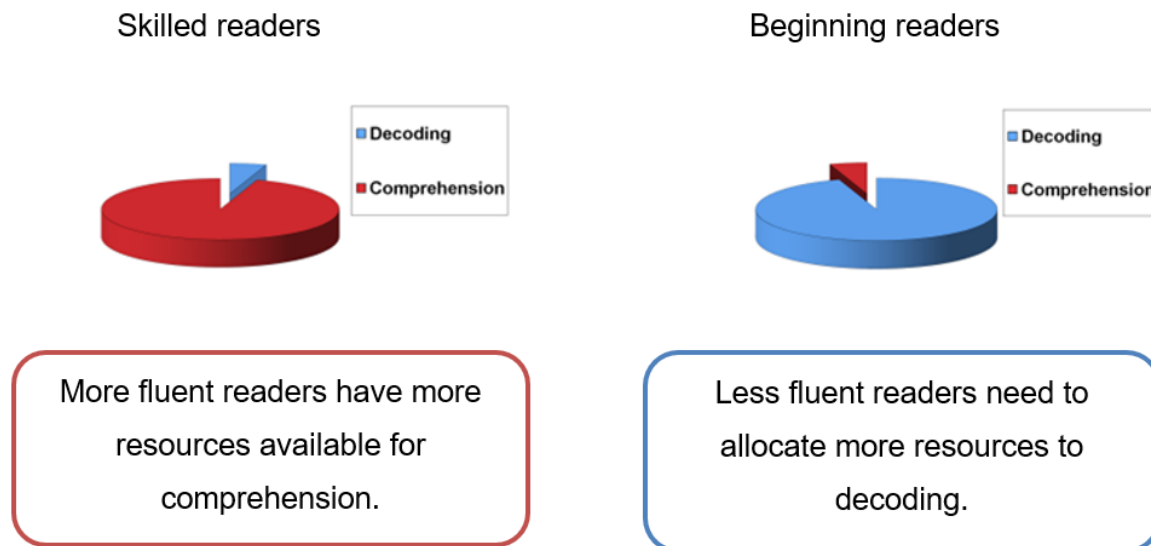 Skilled readers
Decoding
Comprehension
More fluent readers have more
resources available for
comprehension.
Beginning readers
Decoding
Comprehension
Less fluent readers need to
allocate more resources to
decoding.